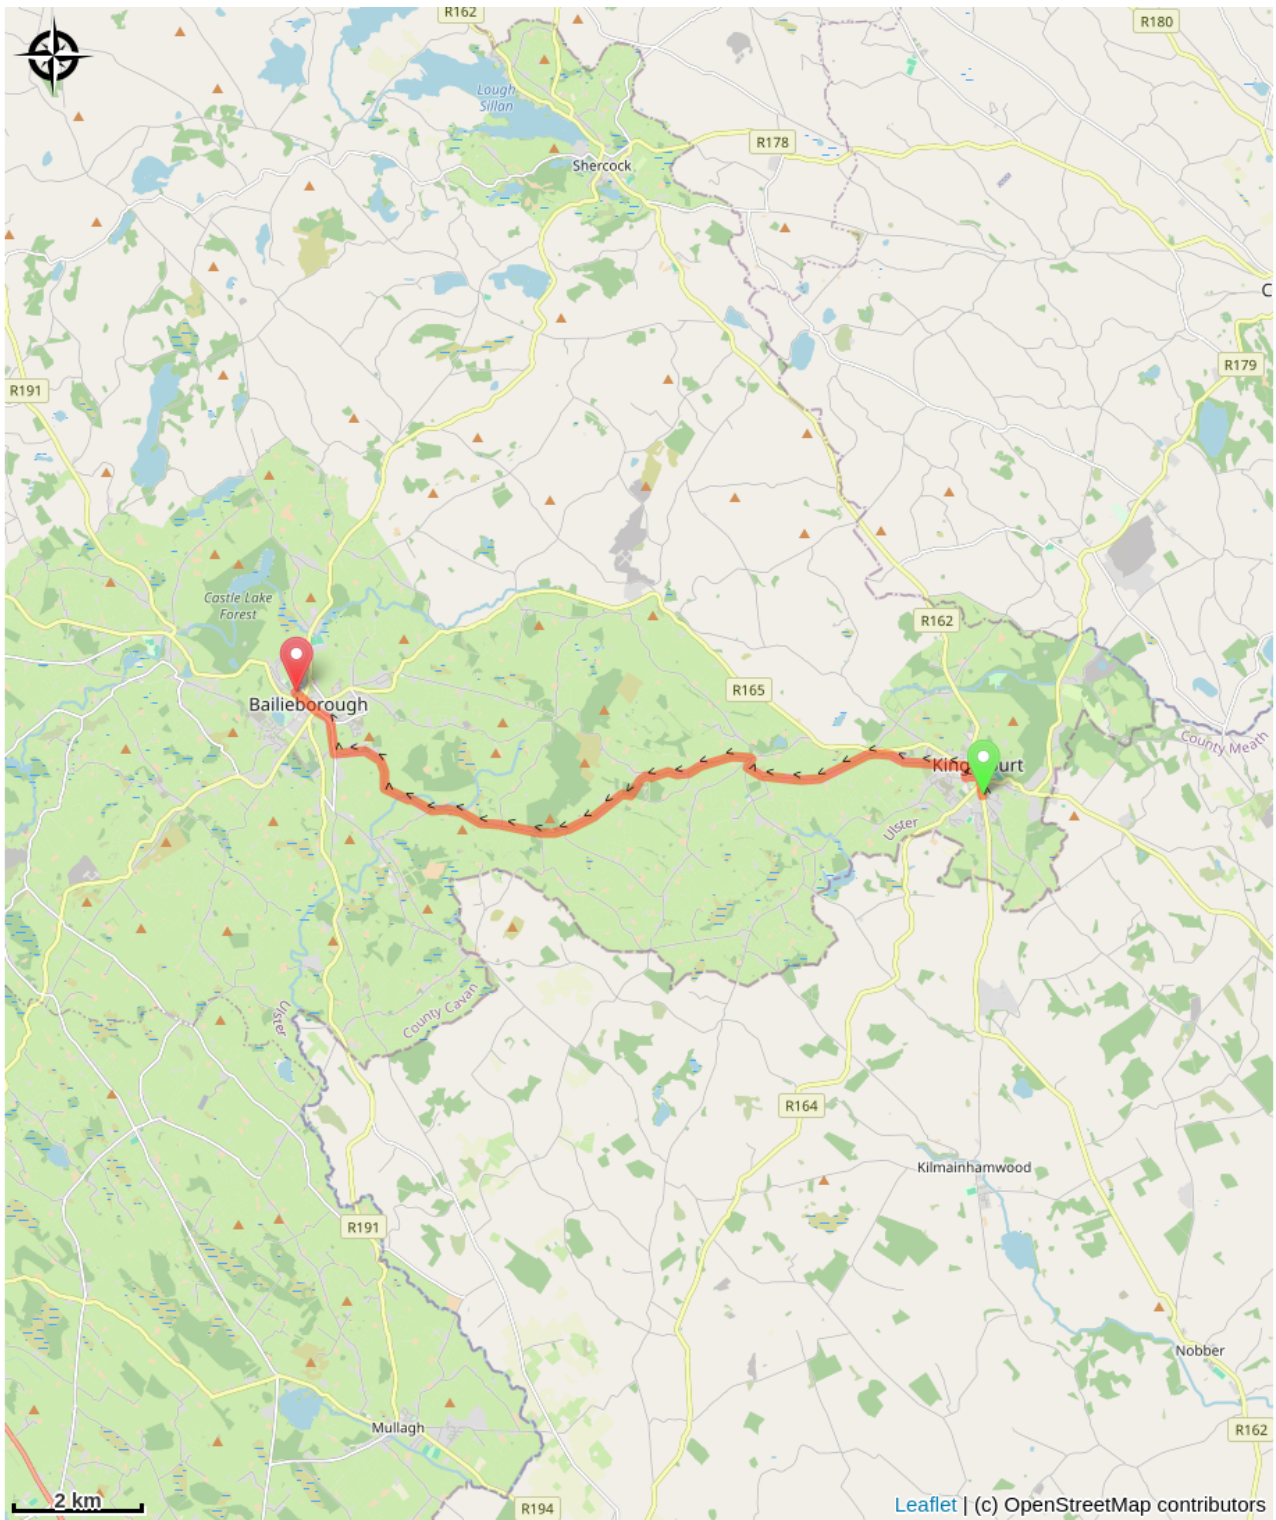 R162
R180
Lough
Sillan
R178
Shercock
C
R179
R191
Castle Lake
Forest
R162
R165
Bailieborough
County Meath
Kingscourt
Ulster
County Cavan
Ulster
R164
Kilmainhamwood
R191
Nobber
Mullagh
R162
2 km
R194
Leaflet | (c) OpenStreetMap contributors